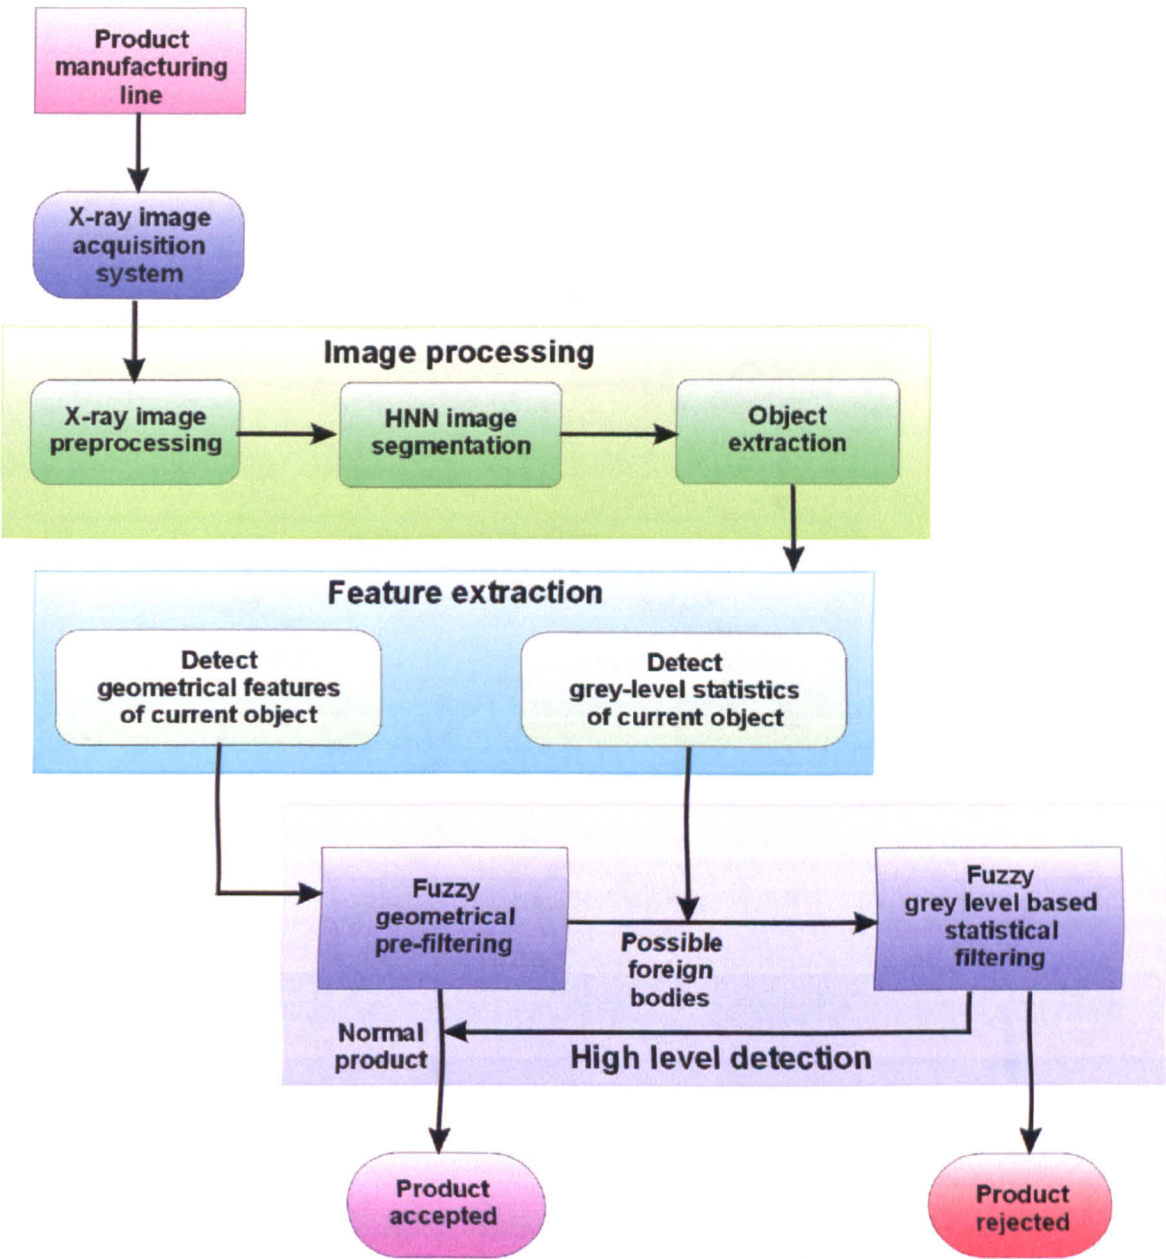 Product
manufacturing
line
X-ray image
acquisition
system
Image processing
X-ray image
preprocessing
HNN image
segmentation
Object
extraction
Feature extraction
Detect
geometrical features
of current object
Detect
grey-level statistics
of current object
Fuzzy
geometrical
pre-filtering
Possible
foreign
bodies
Fuzzy
grey level based
statistical
filtering
Normal
product
High level detection
Product
accepted
Product
rejected